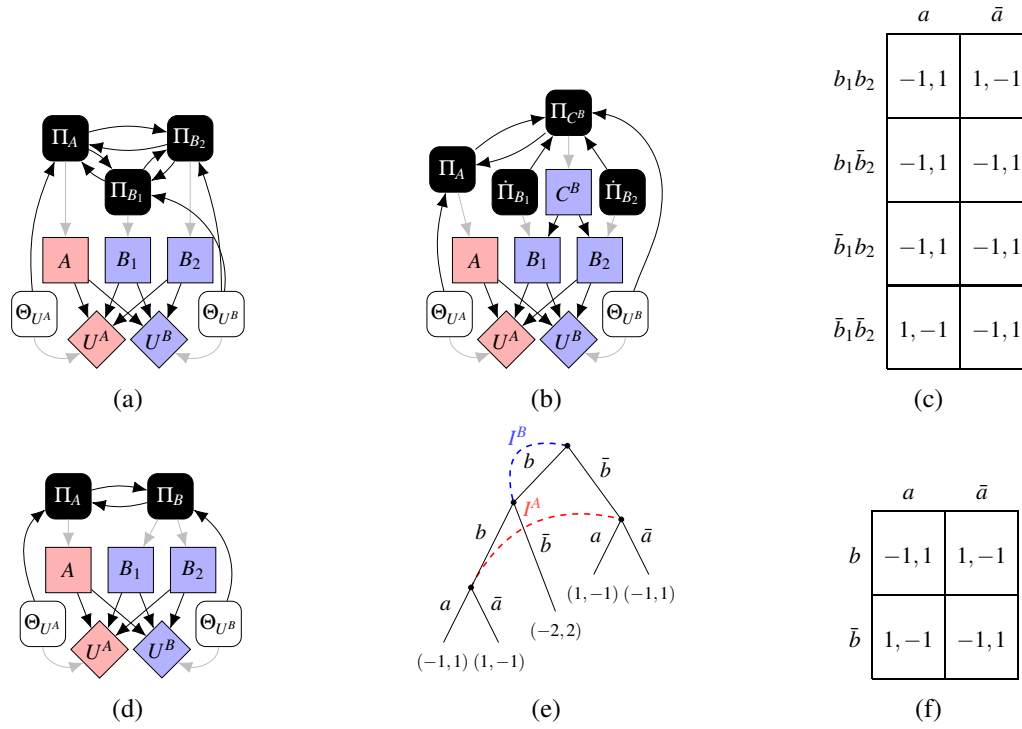 Π_A Π_{B_2}
Π_{B_1}
A B_1 B_2
Θ_{U^A} Θ_{U^B}
U^A U^B
(a)
Π_{C^B}
Π_A Π̇_{B_1} C^B Π̇_{B_2}
A B_1 B_2
Θ_{U^A} Θ_{U^B}
U^A U^B
(b)
a ā
b_1b_2 −1, 1 1, −1
b_1b̄_2 −1, 1 −1, 1
b̄_1b_2 −1, 1 −1, 1
b̄_1b̄_2 1, −1 −1, 1
(c)
Π_A Π_B
A B_1 B_2
Θ_{U^A} Θ_{U^B}
U^A U^B
(d)
I^B
b b̄
I^A
b b̄ a ā
(1, −1) (−1, 1)
a ā
(−2, 2)
(−1, 1) (1, −1)
(e)
a ā
b −1, 1 1, −1
b̄ 1, −1 −1, 1
(f)